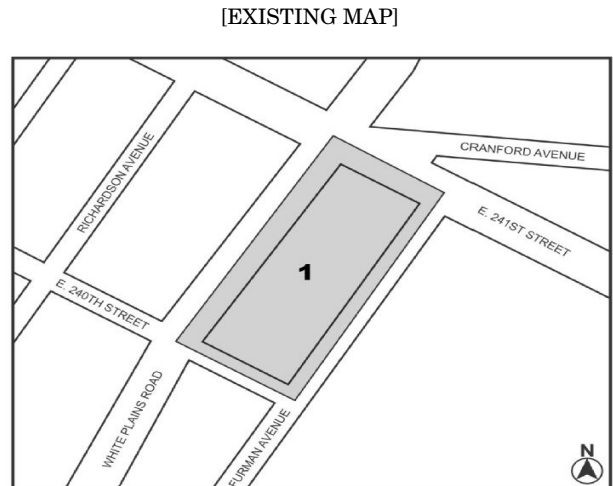 [EXISTING MAP]
RICHARDSON AVENUE
CRANFORD AVENUE
E. 241ST STREET
1
E. 240TH STREET
WHITE PLAINS ROAD
FURMAN AVENUE
N